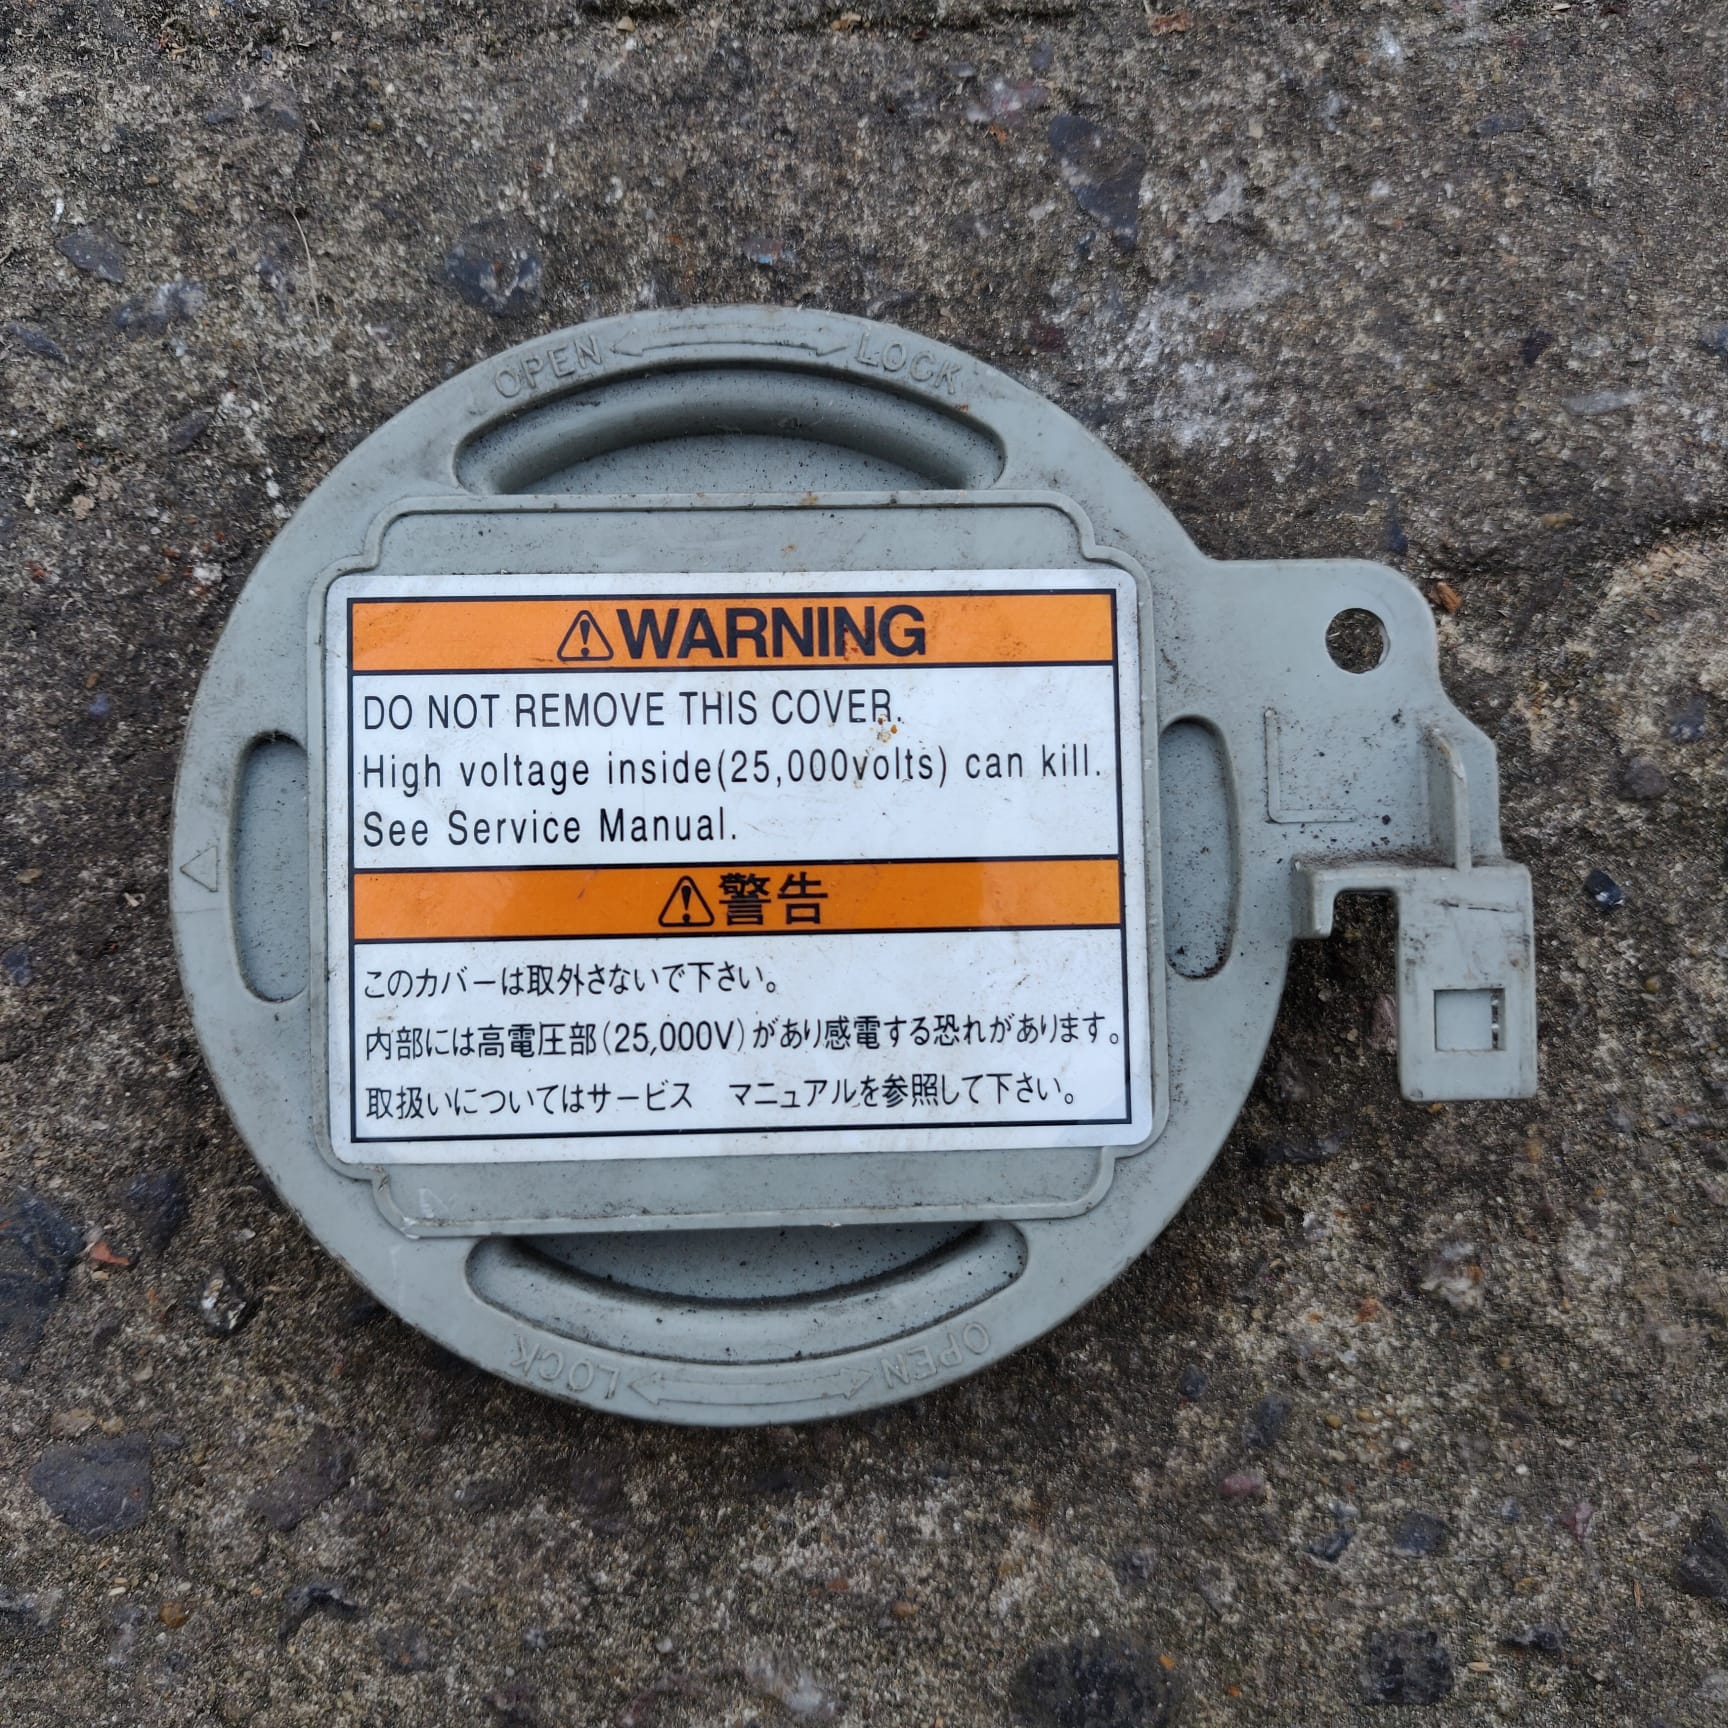 OPEN LOCK
WARNING
DO NOT REMOVE THIS COVER.
High voltage inside(25,000volts) can kill.
See Service Manual.
警告
このカバーは取外さないで下さい。
内部には高電圧部(25,000V)があり感電する恐れがあります。
取扱いについてはサービス マニュアルを参照して下さい。
OPEN LOCK